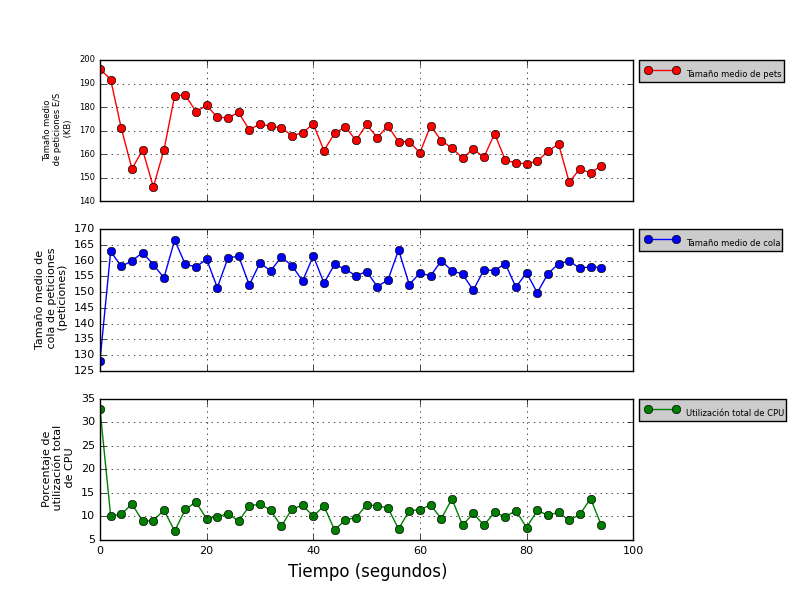 200
190
180
170
160
150
140
Tamaño medio
de peticiones E/S
(KB)
Tamaño medio de pets
170
165
160
155
150
145
140
135
130
125
Tamaño medio de
cola de peticiones
(peticiones)
Tamaño medio de cola
35
30
25
20
15
10
5
Porcentaje de
utilización total
de CPU
Utilización total de CPU
0 20 40 60 80 100
Tiempo (segundos)